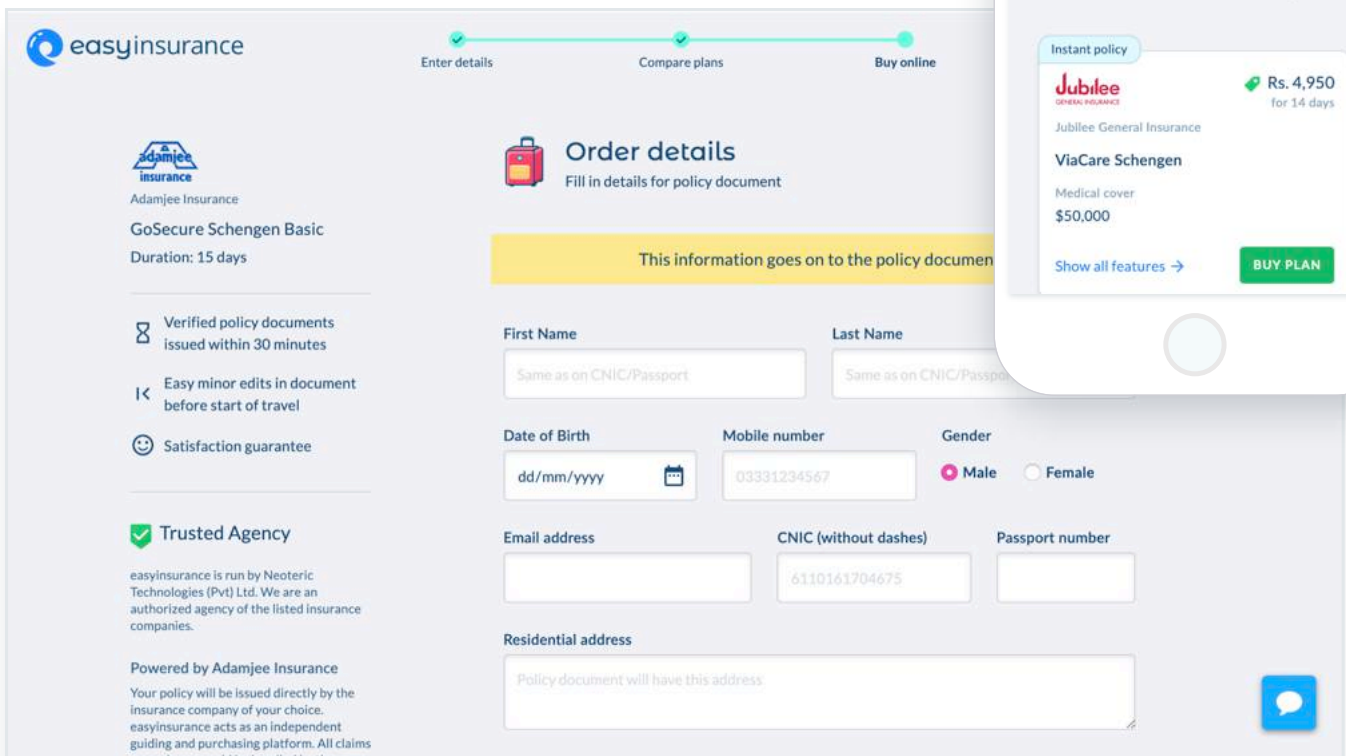 easyinsurance
Enter details
Compare plans
Buy online
adamjee
insurance
Adamjee Insurance
GoSecure Schengen Basic
Duration: 15 days
Verified policy documents
issued within 30 minutes
Easy minor edits in document
before start of travel
Satisfaction guarantee
Trusted Agency
easyinsurance is run by Neoteric
Technologies (Pvt) Ltd. We are an
authorized agency of the listed insurance
companies.
Powered by Adamjee Insurance
Your policy will be issued directly by the
insurance company of your choice.
easyinsurance acts as an independent
guiding and purchasing platform. All claims
Order details
Fill in details for policy document
This information goes on to the policy documen
First Name
Same as on CNIC/Passport
Last Name
Same as on CNIC/Passpor
Date of Birth
dd/mm/yyyy
Mobile number
03331234567
Gender
Male
Female
Email address
CNIC (without dashes)
6110161704675
Passport number
Residential address
Policy document will have this address
Instant policy
Jubilee
GENERAL INSURANCE
Rs. 4,950
for 14 days
Jubilee General Insurance
ViaCare Schengen
Medical cover
$50,000
Show all features →
BUY PLAN